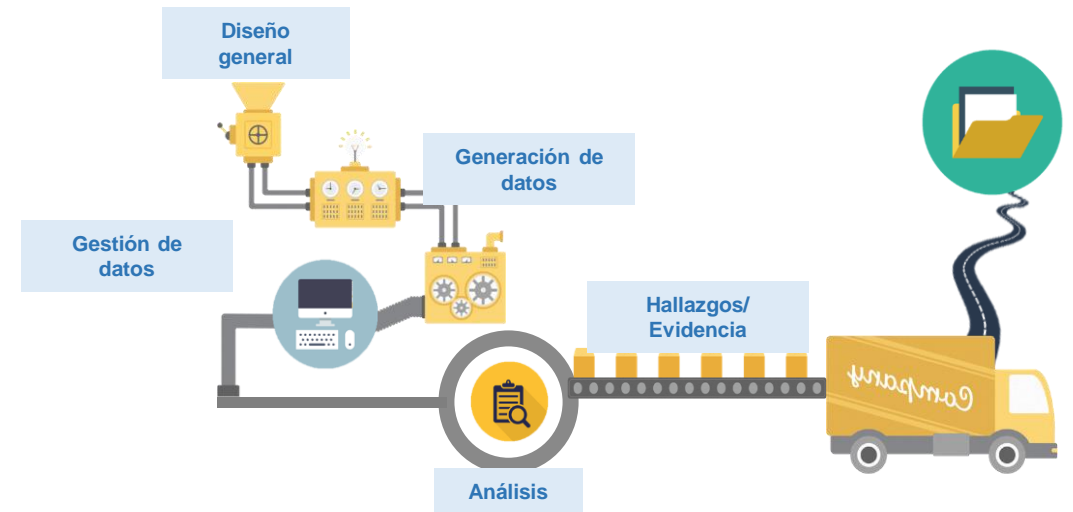 Diseño
general
Generación de
datos
Gestión de
datos
Hallazgos/
Evidencia
Company
Análisis